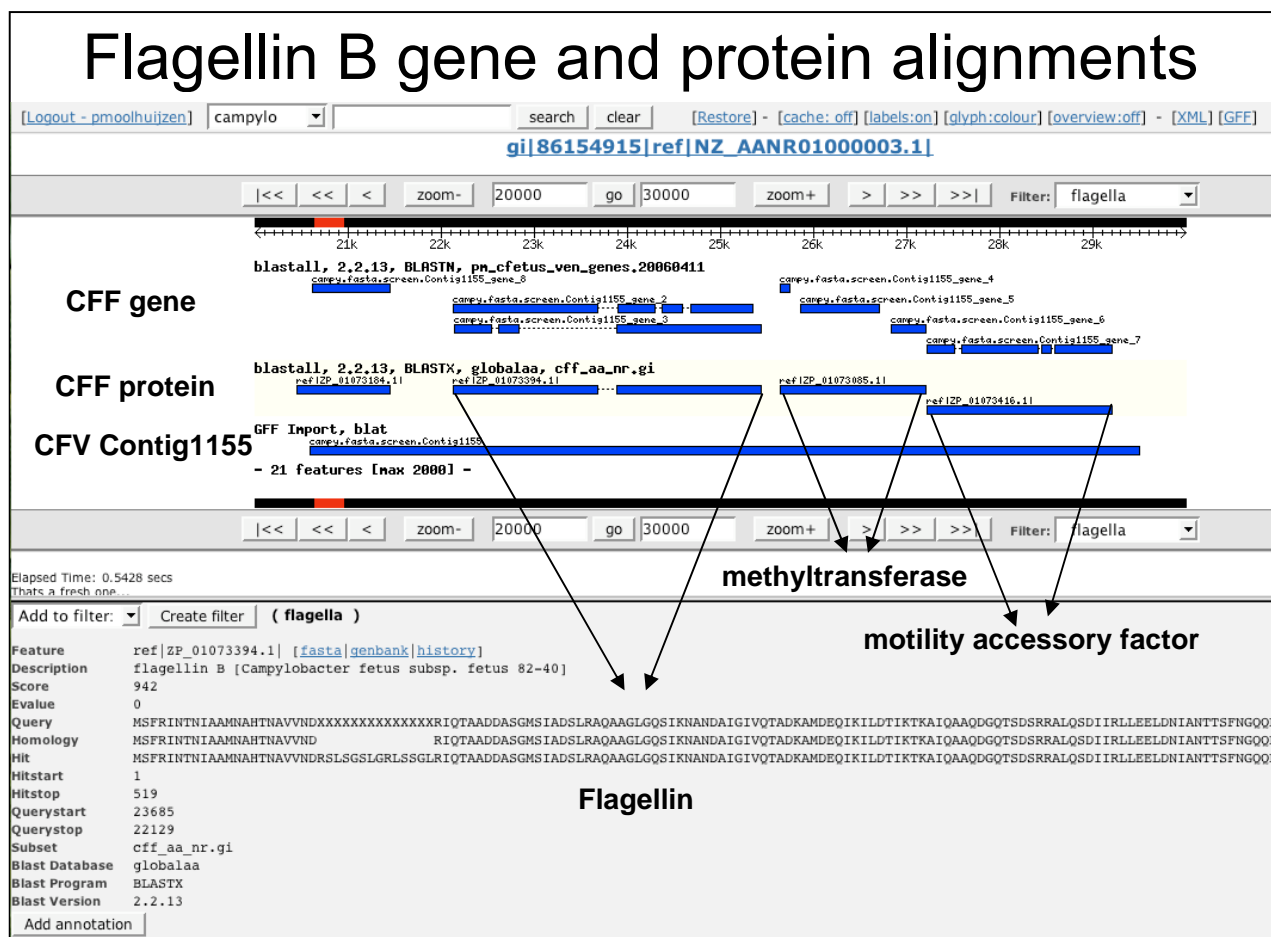 Flagellin B gene and protein alignments
[Logout - pmoolhuijzen] campylo search clear [Restore] - [cache: off] [labels:on] [glyph:colour] [overview:off] - [XML] [GFF]
gi|86154915|ref|NZ_AANR01000003.1|
|<< << < zoom- 20000 go 30000 zoom+ > >> >>| Filter: flagella
21k 22k 23k 24k 25k 26k 27k 28k 29k
blastall, 2.2.13, BLASTN, pm_cfetus_ven_genes.20060411
campy.fasta.screen.Contig1155_gene_8 campy.fasta.screen.Contig1155_gene_4
CFF gene
campy.fasta.screen.Contig1155_gene_2 campy.fasta.screen.Contig1155_gene_5
campy.fasta.screen.Contig1155_gene_3 campy.fasta.screen.Contig1155_gene_6
campy.fasta.screen.Contig1155_gene_7
blastall, 2.2.13, BLASTX, globalaa, cff_aa_nr.gi
CFF protein
ref|ZP_01073184.1| ref|ZP_01073394.1| ref|ZP_01073085.1|
ref|ZP_01073416.1|
GFF Import, blat
CFV Contig1155
campy.fasta.screen.Contig1155
- 21 features [max 2000] -
|<< << < zoom- 20000 go 30000 zoom+ > >> >>| Filter: flagella
Elapsed Time: 0.5428 secs
Thats a fresh one...
methyltransferase
Add to filter: Create filter ( flagella )
motility accessory factor
Feature ref|ZP_01073394.1| [fasta|genbank|history]
Description flagellin B [Campylobacter fetus subsp. fetus 82-40]
Score 942
Evalue 0
Query MSFRINTNIAAMNAHTNAVVNDXXXXXXXXXXXXXXXRIQTAADDASGMSIADSLRAQAAGLGQSIKNANDAIGIVQTADKAMDEQIKILDTIKTKAIQAAQDGQTSDSRRALQSDIIRLLEELDNIANTTSFNGQQ
Homology MSFRINTNIAAMNAHTNAVVND RIQTAADDASGMSIADSLRAQAAGLGQSIKNANDAIGIVQTADKAMDEQIKILDTIKTKAIQAAQDGQTSDSRRALQSDIIRLLEELDNIANTTSFNGQQ
Hit MSFRINTNIAAMNAHTNAVVNDRSLSGSLGRLSSGLRIQTAADDASGMSIADSLRAQAAGLGQSIKNANDAIGIVQTADKAMDEQIKILDTIKTKAIQAAQDGQTSDSRRALQSDIIRLLEELDNIANTTSFNGQQ
Hitstart 1
Hitstop 519
Flagellin
Querystart 23685
Querystop 22129
Subset cff_aa_nr.gi
Blast Database globalaa
Blast Program BLASTX
Blast Version 2.2.13
Add annotation